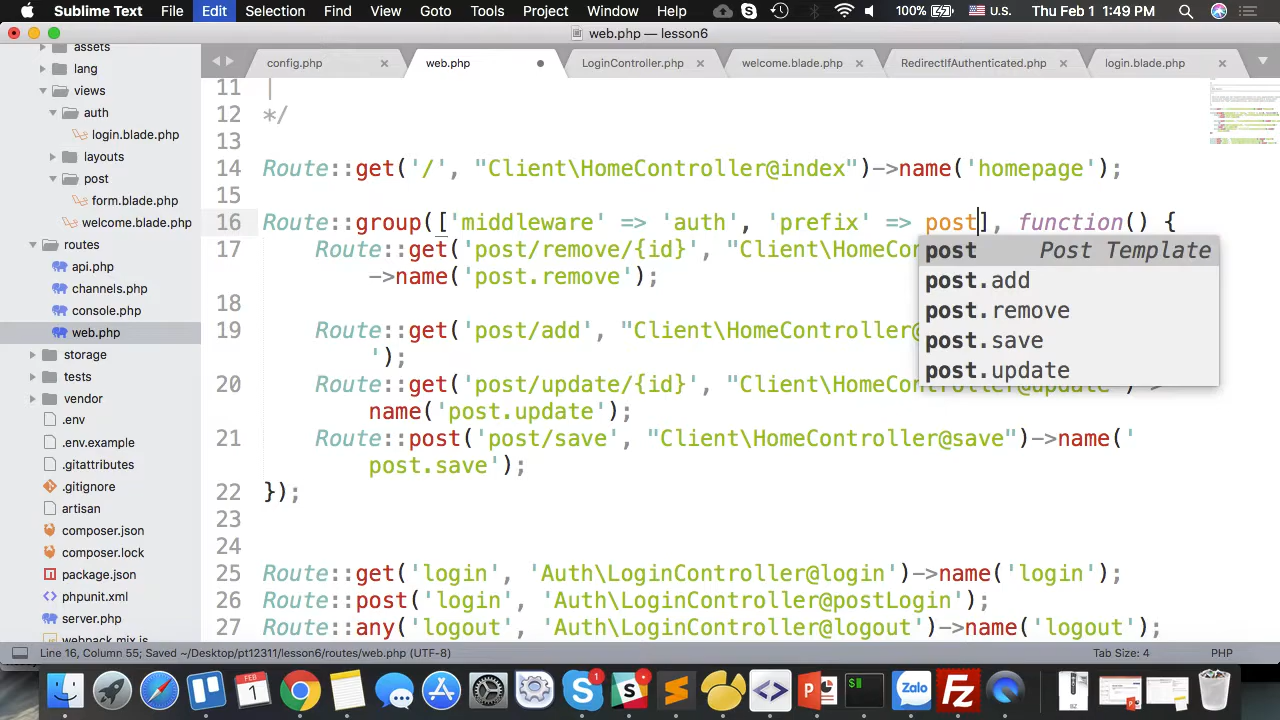 Sublime Text File Edit Selection Find View Goto Tools Project Window Help 100% U.S. Thu Feb 1 1:49 PM
web.php — lesson6
config.php web.php LoginController.php welcome.blade.php RedirectIfAuthenticated.php login.blade.php
assets
lang
views
auth
login.blade.php
layouts
post
form.blade.php
welcome.blade.php
routes
api.php
channels.php
console.php
web.php
storage
tests
vendor
.env
.env.example
.gitattributes
.gitignore
artisan
composer.json
composer.lock
package.json
phpunit.xml
server.php
webpack.mix.js
11 |
12 */
13
14 Route::get('/', "Client\HomeController@index")->name('homepage');
15
16 Route::group(['middleware' => 'auth', 'prefix' => post], function() {
17 Route::get('post/remove/{id}', "Client\HomeCo
->name('post.remove');
18
19 Route::get('post/add', "Client\HomeController@
');
20 Route::get('post/update/{id}', "Client\HomeController@update")->
name('post.update');
21 Route::post('post/save', "Client\HomeController@save")->name('
post.save');
22 });
23
24
25 Route::get('login', 'Auth\LoginController@login')->name('login');
26 Route::post('login', 'Auth\LoginController@postLogin');
27 Route::any('logout', 'Auth\LoginController@logout')->name('logout');
post Post Template
post.add
post.remove
post.save
post.update
Line 16, Column 55; Saved ~/Desktop/pt12311/lesson6/routes/web.php (UTF-8) Tab Size: 4 PHP
FEB
1
1
$
Zalo
Fz